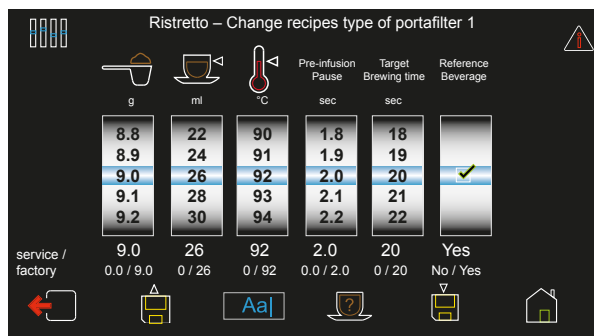 Ristretto – Change recipes type of portafilter 1
Pre-infusion Pause
Target Brewing time
Reference Beverage
g ml °C sec sec
8.8 22 90 1.8 18
8.9 24 91 1.9 19
9.0 26 92 2.0 20
9.1 28 93 2.1 21
9.2 30 94 2.2 22
9.0 26 92 2.0 20 Yes
service / factory
0.0 / 9.0 0 / 26 0 / 92 0.0 / 2.0 0 / 20 No / Yes
Aa
?